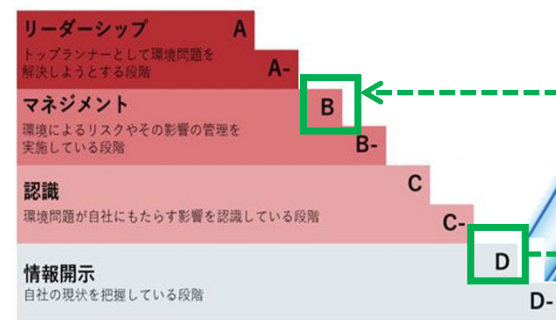 リーダーシップ A
トップランナーとして環境問題を
解決しようとする段階 A-
マネジメント B
環境によるリスクやその影響の管理を
実施している段階 B-
認識 C
環境問題が自社にもたらす影響を認識している段階 C-
情報開示 D
自社の現状を把握している段階 D-